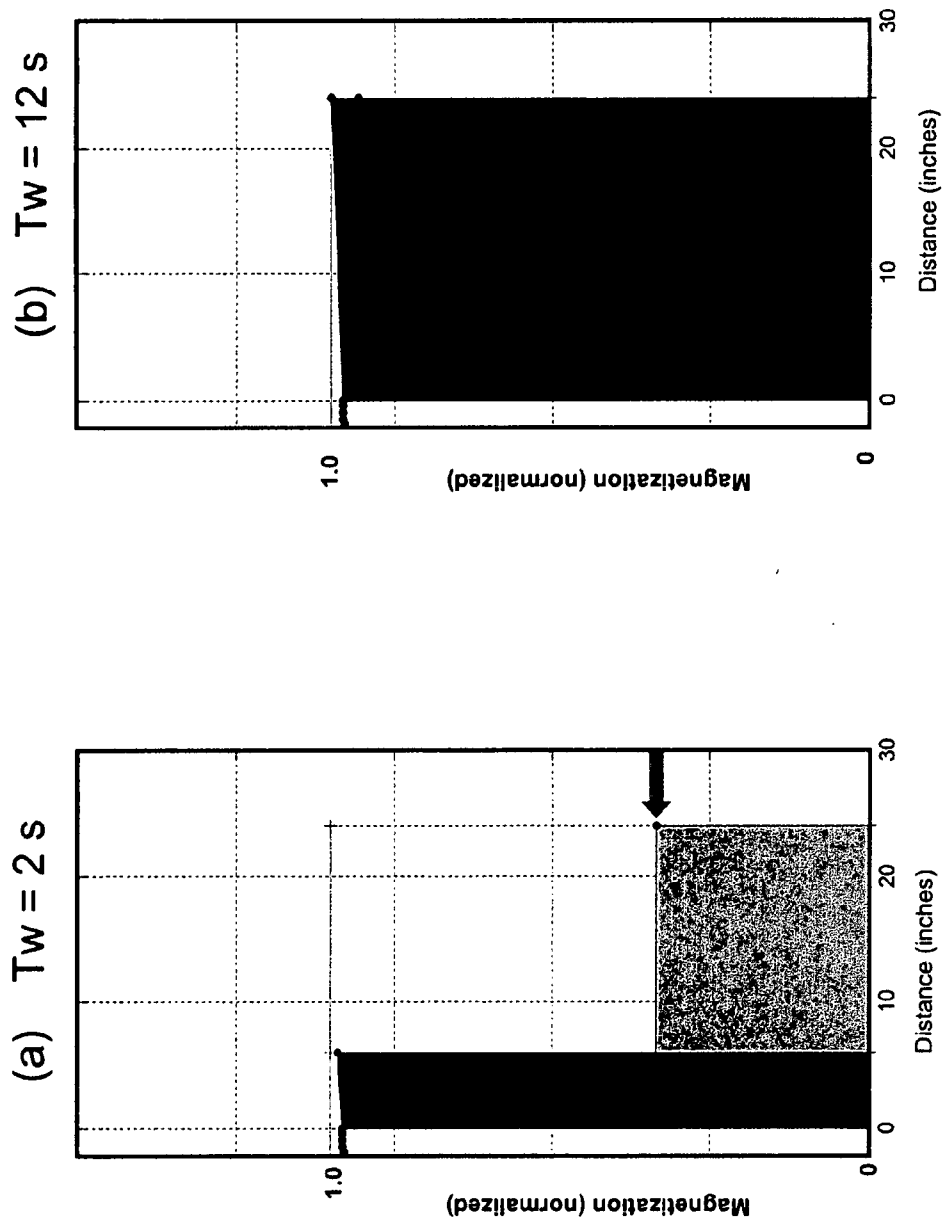 (a) Tw = 2 s
1.0
0
Magnetization (normalized)
0
10
20
30
Distance (inches)
(b) Tw = 12 s
1.0
0
Magnetization (normalized)
0
10
20
30
Distance (inches)